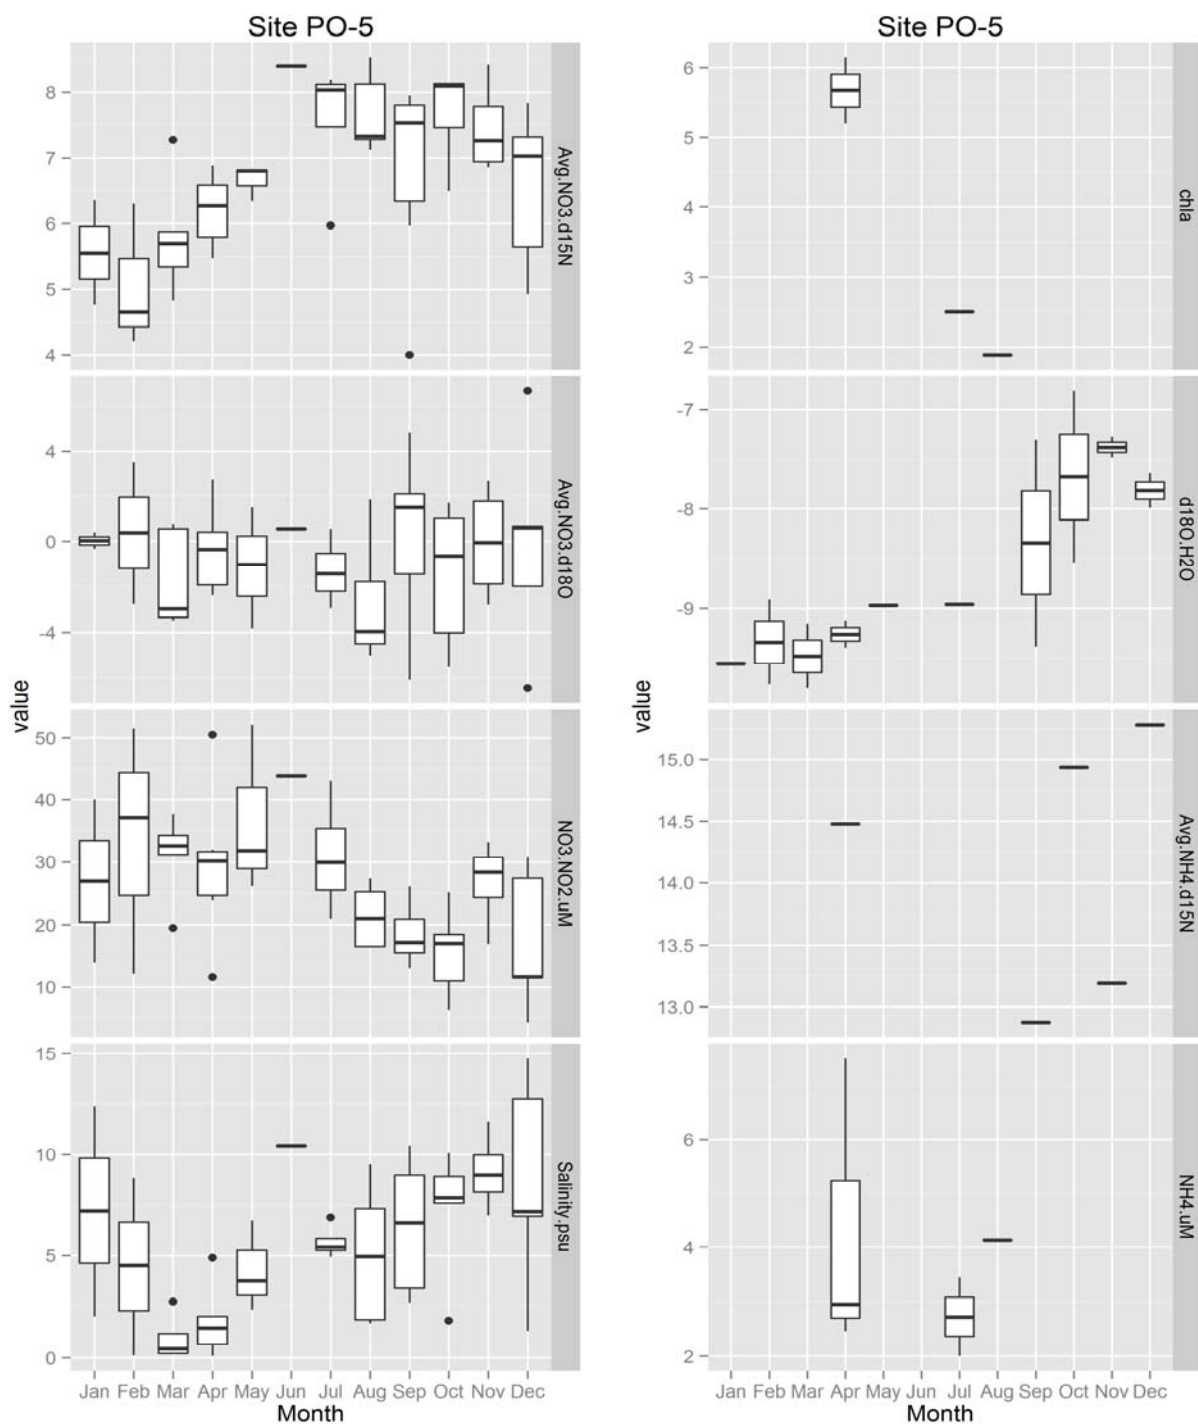 Site PO-5
8
7
6
5
4
Avg.NO3.d15N
4
0
-4
Avg.NO3.d18O
50
40
30
20
10
NO3.NO2.uM
15
10
5
0
Salinity.psu
value
Jan Feb Mar Apr May Jun Jul Aug Sep Oct Nov Dec
Month
Site PO-5
6
5
4
3
2
chla
-7
-8
-9
d18O.H2O
15.0
14.5
14.0
13.5
13.0
Avg.NH4.d15N
6
4
2
NH4.uM
value
Jan Feb Mar Apr May Jun Jul Aug Sep Oct Nov Dec
Month